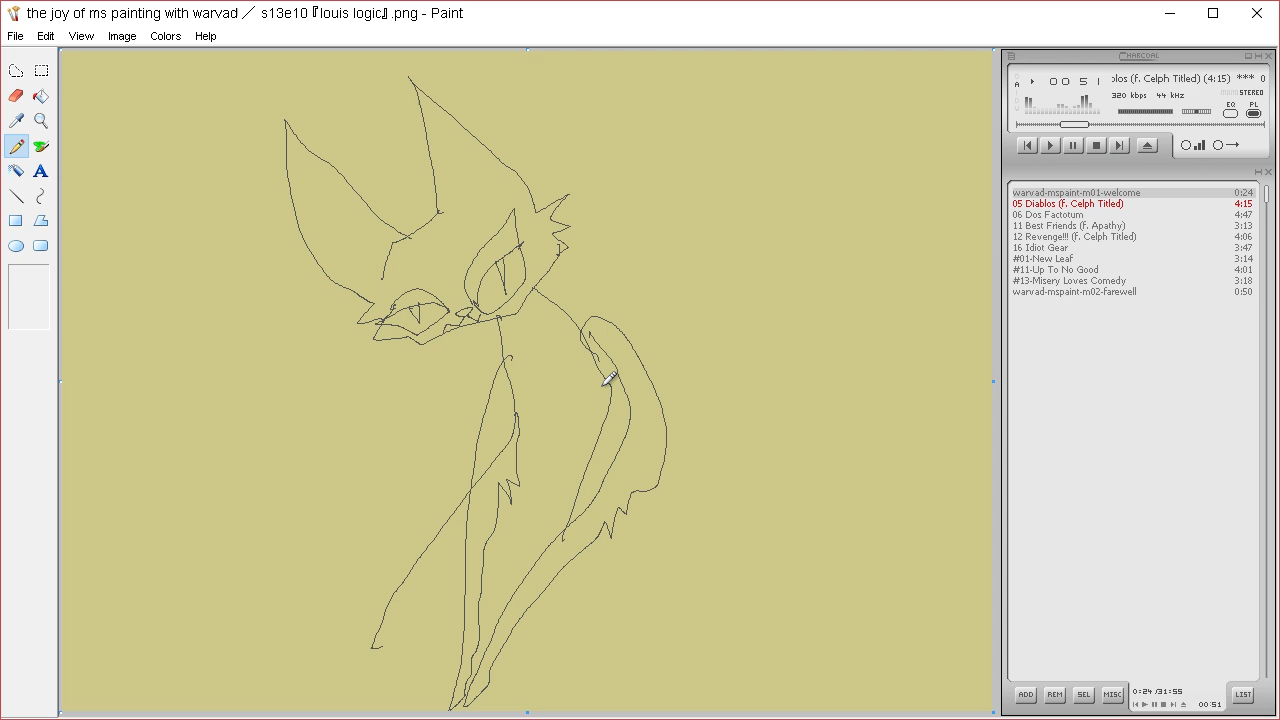 the joy of ms painting with warvad ／ s13e10『louis logic』.png - Paint
File Edit View Image Colors Help
CHARCOAL
00 51
blos (f. Celph Titled) (4:15) *** 0
320 kbps 44 kHz
MONO STEREO
EQ PL
warvad-mspaint-m01-welcome 0:24
05 Diablos (f. Celph Titled) 4:15
06 Dos Factotum 4:47
11 Best Friends (f. Apathy) 3:13
12 Revenge!!! (f. Celph Titled) 4:06
16 Idiot Gear 3:47
#01-New Leaf 3:14
#11-Up To No Good 4:01
#13-Misery Loves Comedy 3:18
warvad-mspaint-m02-farewell 0:50
ADD REM SEL MISC 0:24/31:55 LIST
00:51